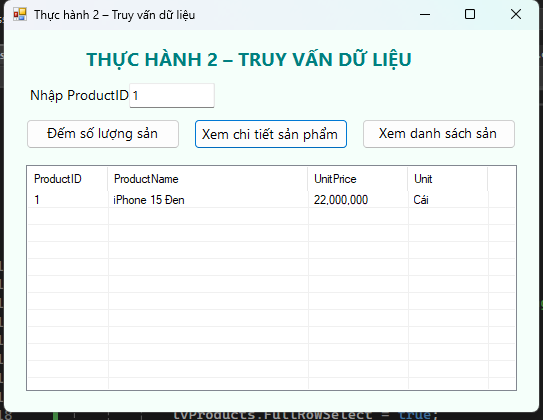 Thực hành 2 – Truy vấn dữ liệu
THỰC HÀNH 2 – TRUY VẤN DỮ LIỆU
Nhập ProductID 1
Đếm số lượng sản Xem chi tiết sản phẩm Xem danh sách sản
ProductID ProductName UnitPrice Unit
1 iPhone 15 Đen 22,000,000 Cái
lvProducts.FullRowSelect = true;